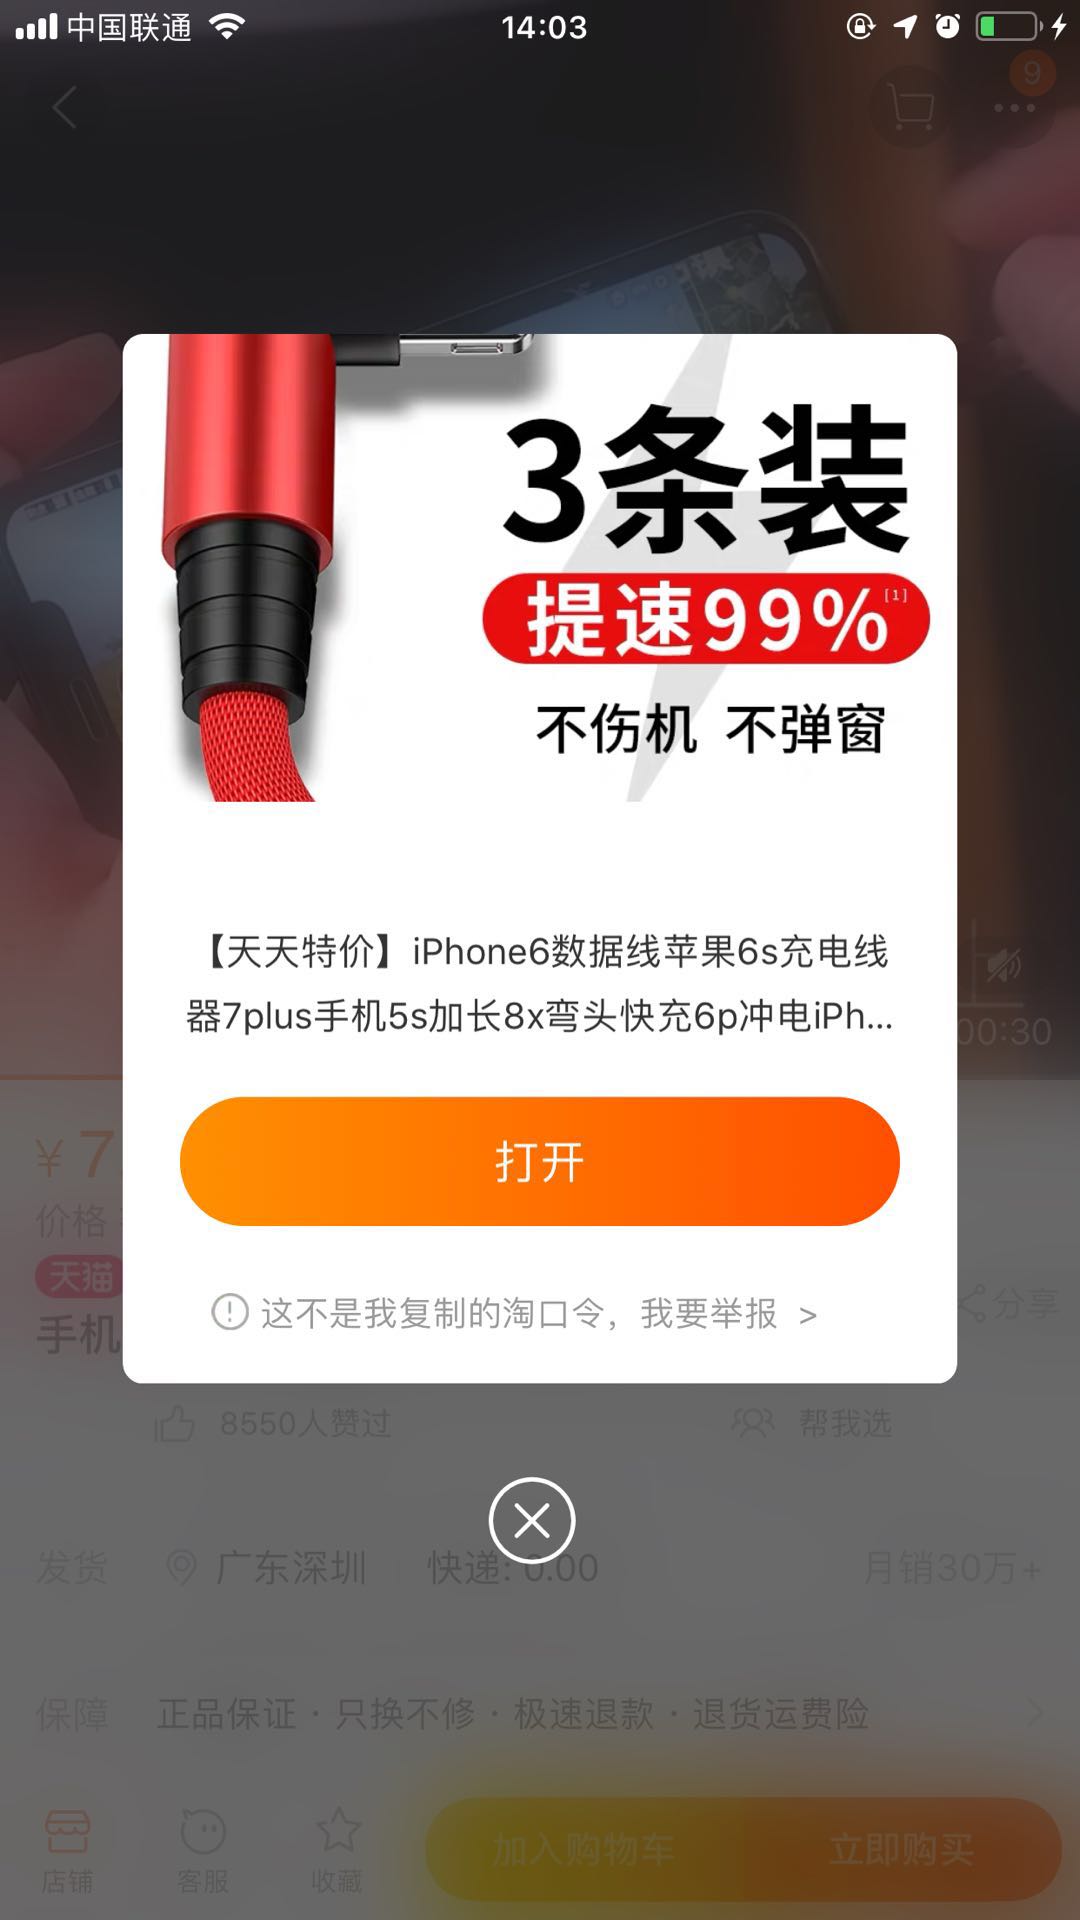 中国联通
14:03
9
3条装
提速99%[1]
不伤机 不弹窗
【天天特价】iPhone6数据线苹果6s充电线
器7plus手机5s加长8x弯头快充6p冲电iPh...
00:30
¥7
价格
打开
天猫
分享
手机
这不是我复制的淘口令，我要举报 >
8550人赞过
帮我选
发货
广东深圳
快递: 0.00
月销30万+
保障
正品保证 · 只换不修 · 极速退款 · 退货运费险
店铺
客服
收藏
加入购物车
立即购买